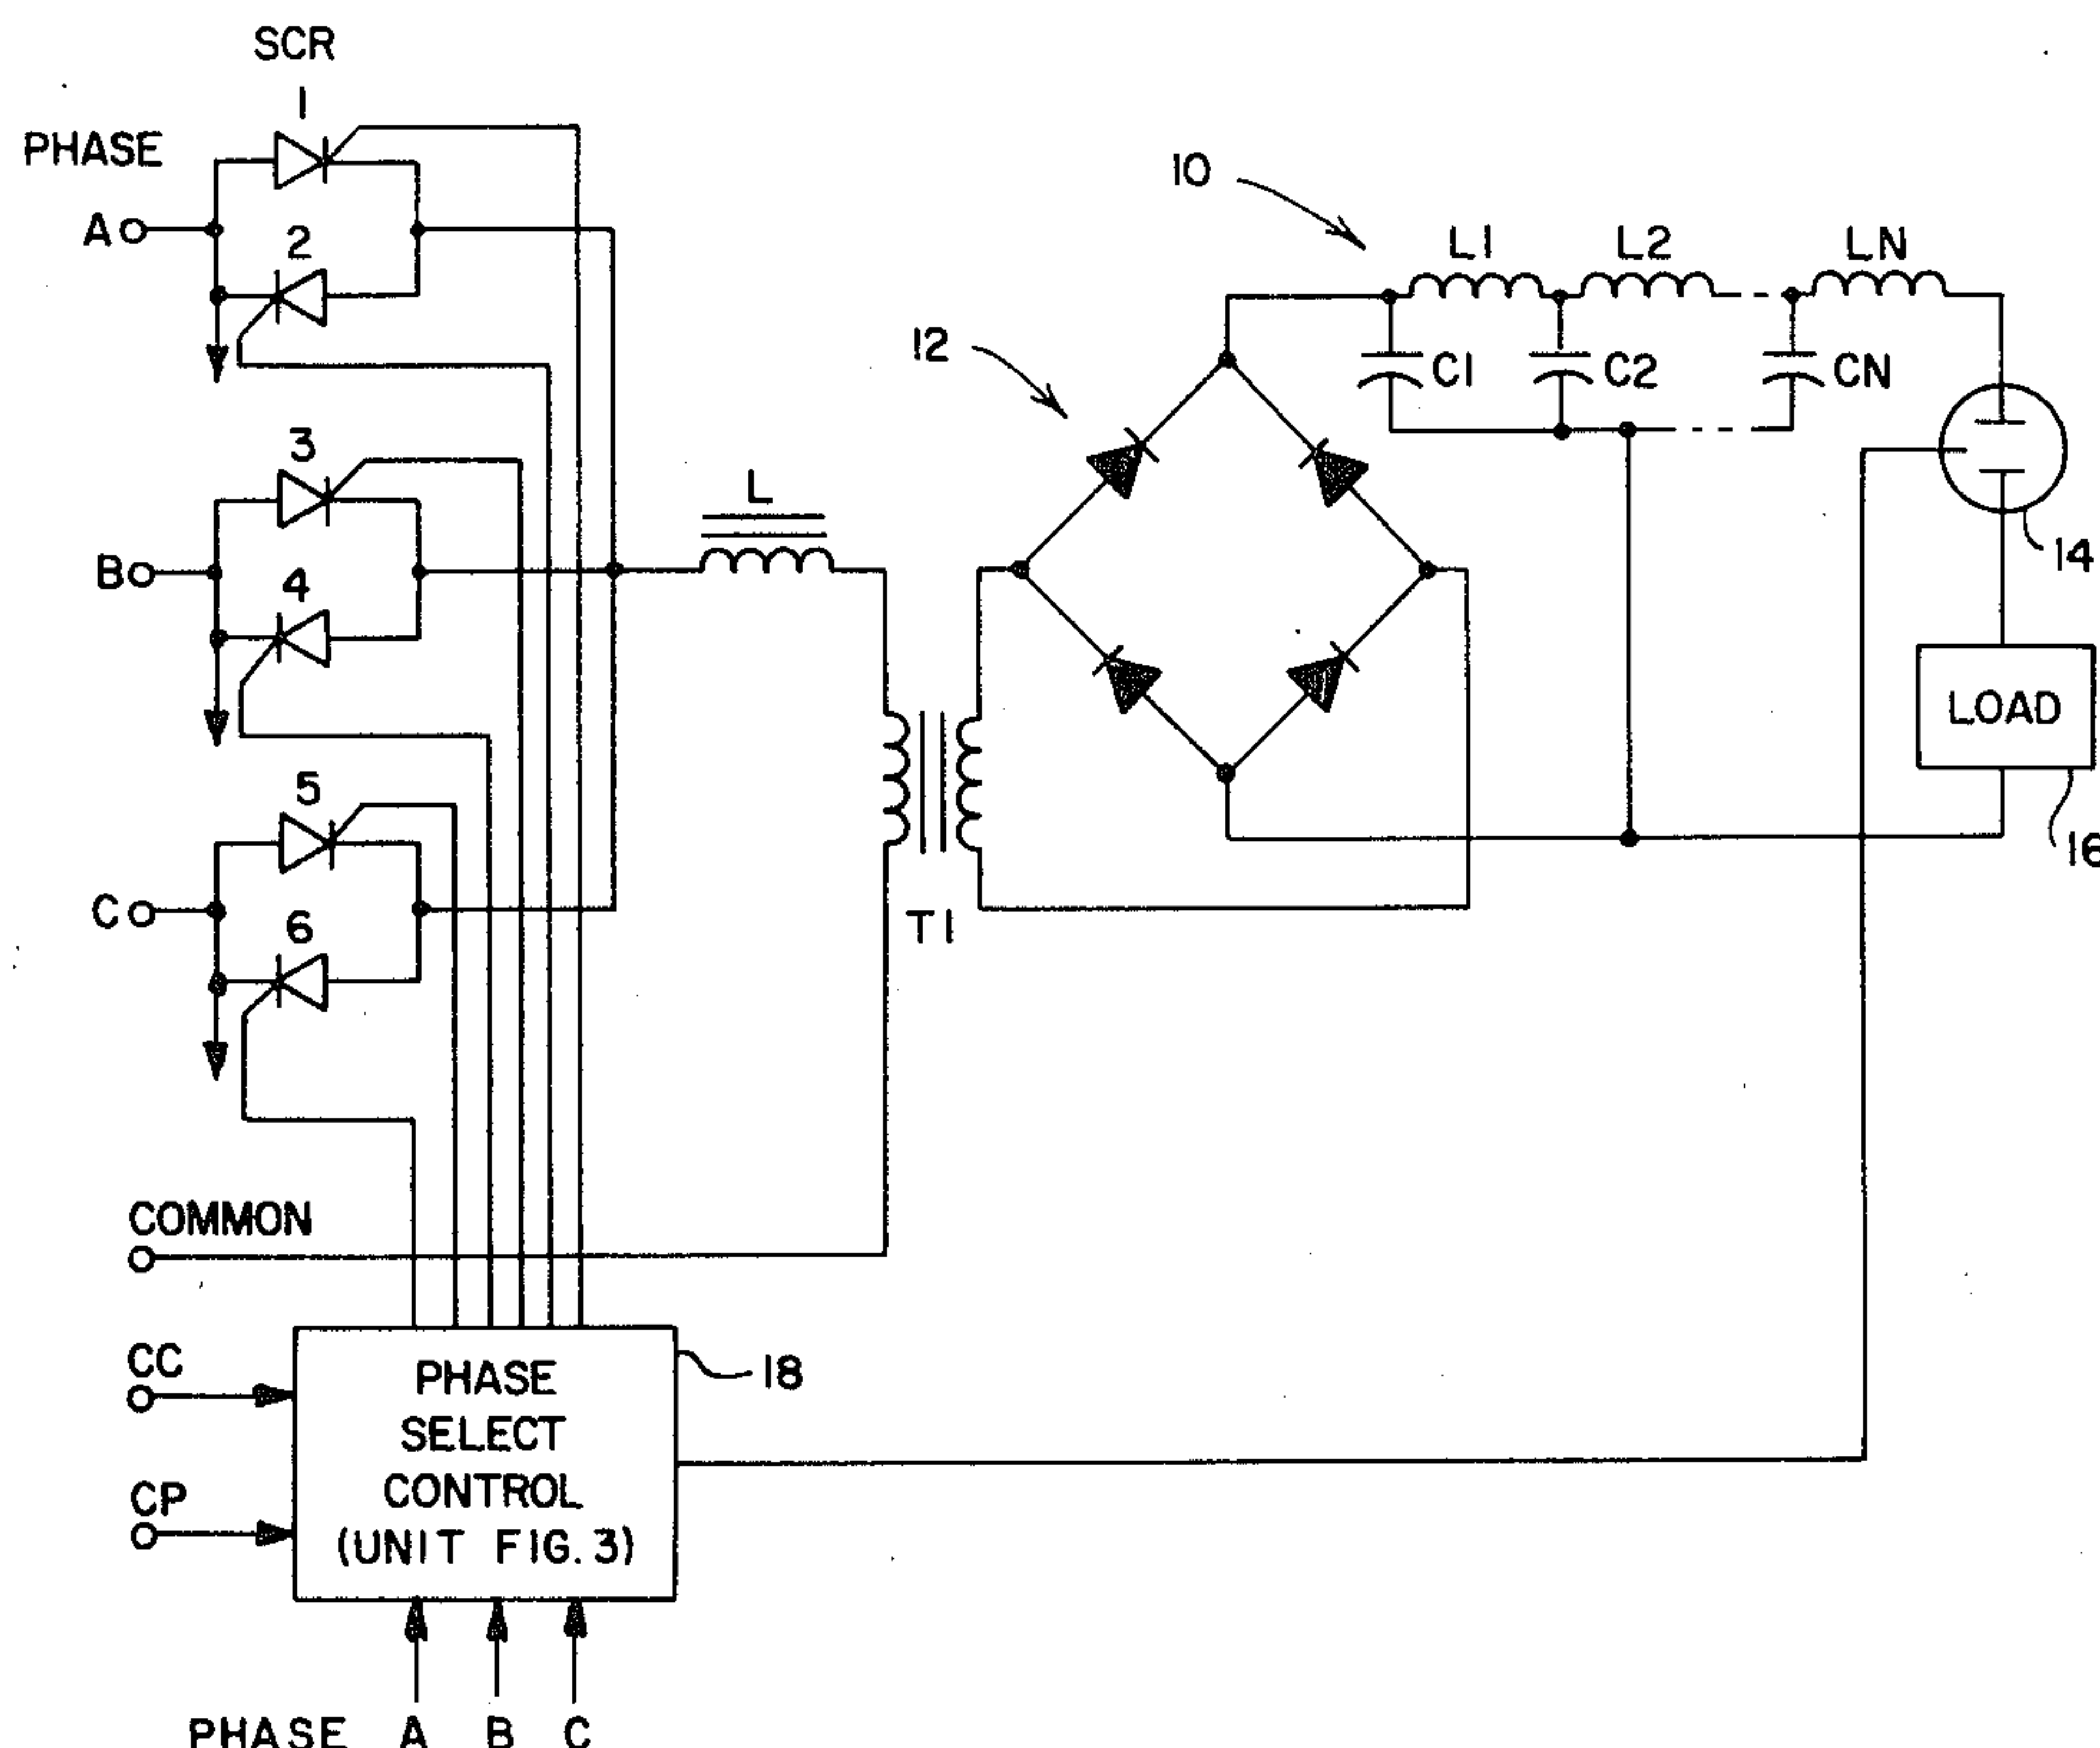 SCR
1
PHASE
A
2
3
B
4
5
C
6
L
T1
10
12
L1
L2
LN
C1
C2
CN
14
LOAD
16
COMMON
CC
CP
PHASE
SELECT
CONTROL
(UNIT FIG. 3)
18
PHASE A B C